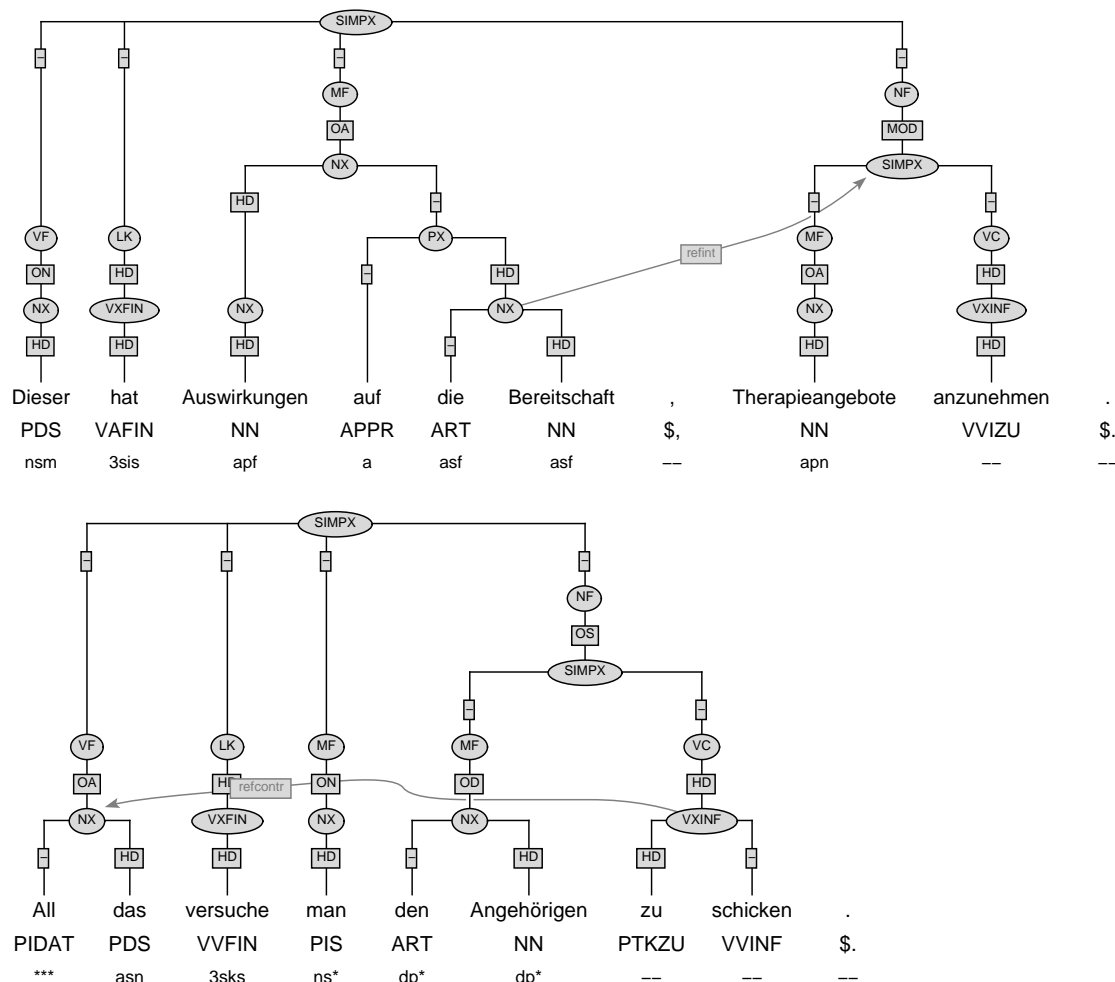 SIMPX
– – – –
MF NF
OA MOD
NX SIMPX
HD – – –
VF LK PX MF VC
refint
ON HD – HD OA HD
NX VXFIN NX NX NX VXINF
HD HD HD – HD HD HD
Dieser hat Auswirkungen auf die Bereitschaft , Therapieangebote anzunehmen .
PDS VAFIN NN APPR ART NN $, NN VVIZU $.
nsm 3sis apf a asf asf –– apn –– ––
SIMPX
– – – –
NF
OS
SIMPX
– –
VF LK MF MF VC
OA HD refcontr ON OD HD
NX VXFIN NX NX VXINF
– HD HD HD – HD HD –
All das versuche man den Angehörigen zu schicken .
PIDAT PDS VVFIN PIS ART NN PTKZU VVINF $.
*** asn 3sks ns* dp* dp* –– –– ––